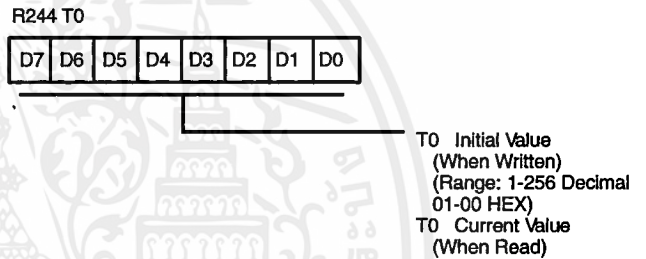 R244 T0
D7 D6 D5 D4 D3 D2 D1 D0
T0 Initial Value
(When Written)
(Range: 1-256 Decimal
01-00 HEX)
T0 Current Value
(When Read)